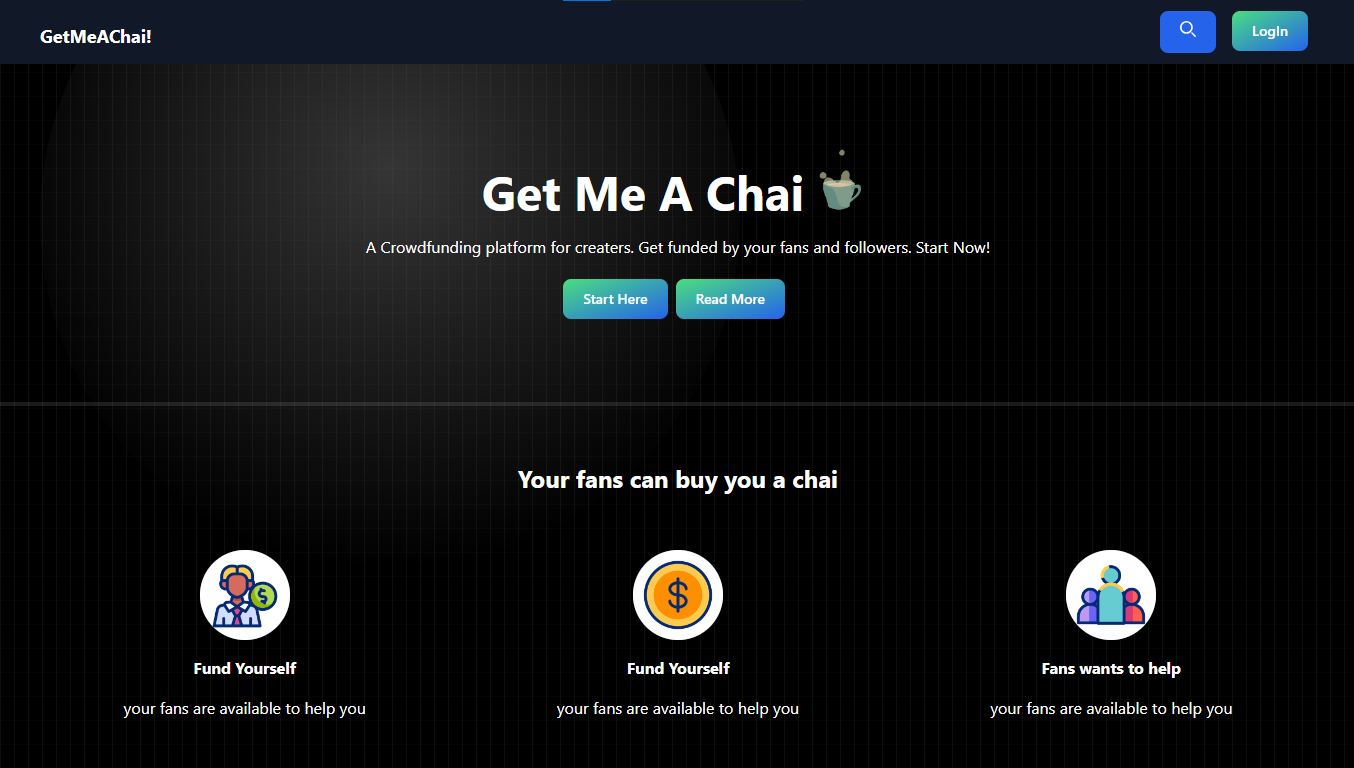 GetMeAChai!
LogIn
Get Me A Chai
A Crowdfunding platform for creaters. Get funded by your fans and followers. Start Now!
Start Here
Read More
Your fans can buy you a chai
Fund Yourself
Fund Yourself
Fans wants to help
your fans are available to help you
your fans are available to help you
your fans are available to help you